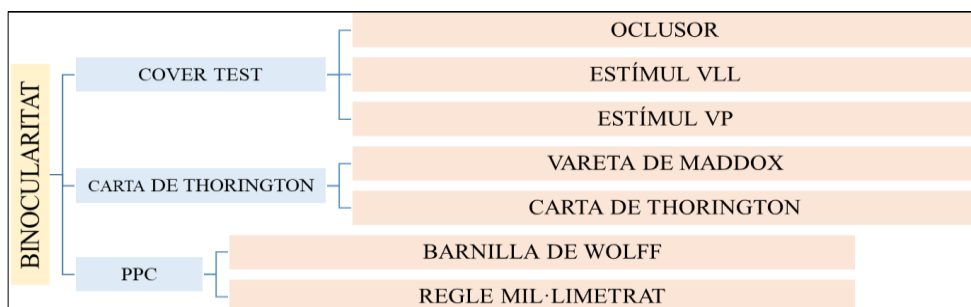 BINOCULARITAT
COVER TEST
OCLUSOR
ESTÍMUL VLL
ESTÍMUL VP
CARTA DE THORINGTON
VARETA DE MADDOX
CARTA DE THORINGTON
PPC
BARNILLA DE WOLFF
REGLE MIL·LIMETRAT